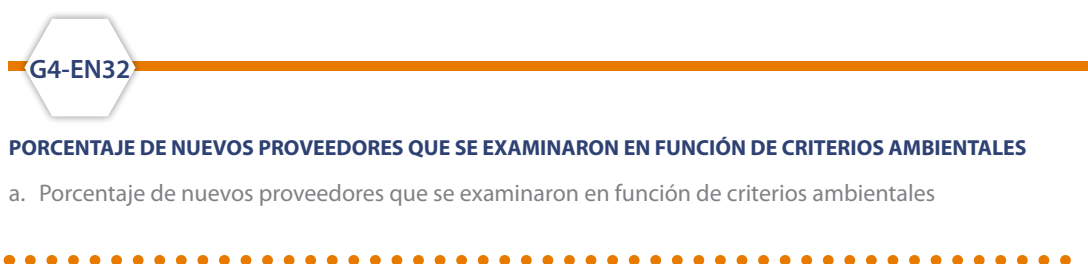 G4-EN32
PORCENTAJE DE NUEVOS PROVEEDORES QUE SE EXAMINARON EN FUNCIÓN DE CRITERIOS AMBIENTALES
a. Porcentaje de nuevos proveedores que se examinaron en función de criterios ambientales